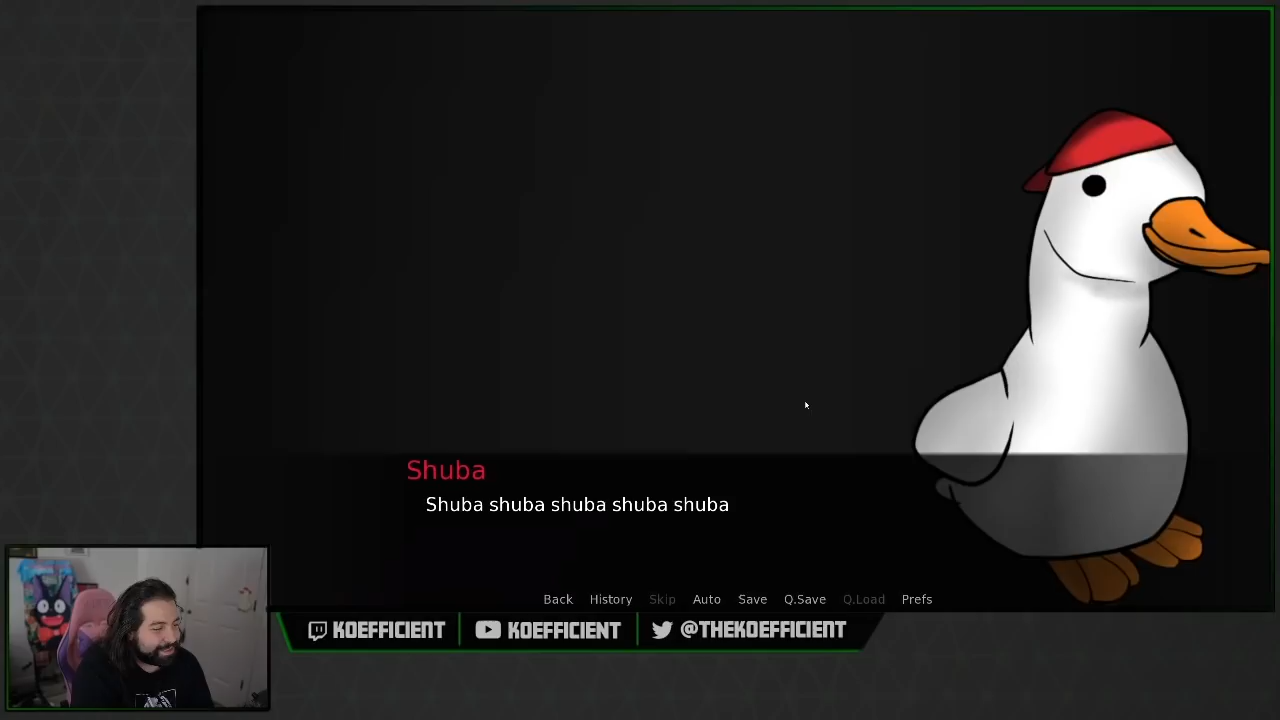 Shuba
Shuba shuba shuba shuba shuba
Back History Skip Auto Save Q.Save Q.Load Prefs
KOEFFICIENT KOEFFICIENT @THEKOEFFICIENT